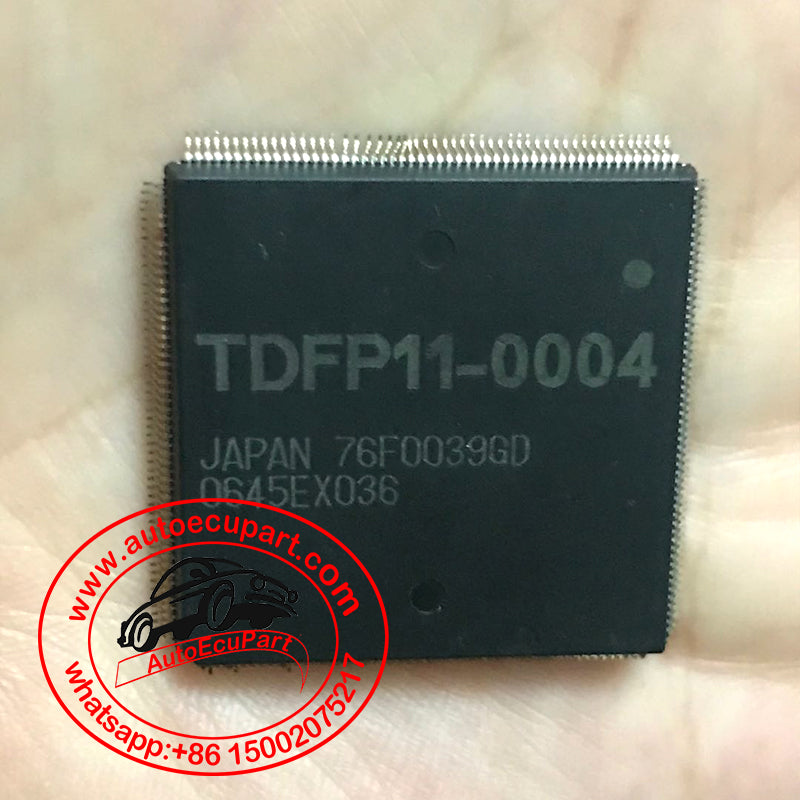 TDFP11-0004
JAPAN 76F0039GD
0645EX036
www.autoecupart.com
AutoEcuPart
whatsapp:+86 15002075217